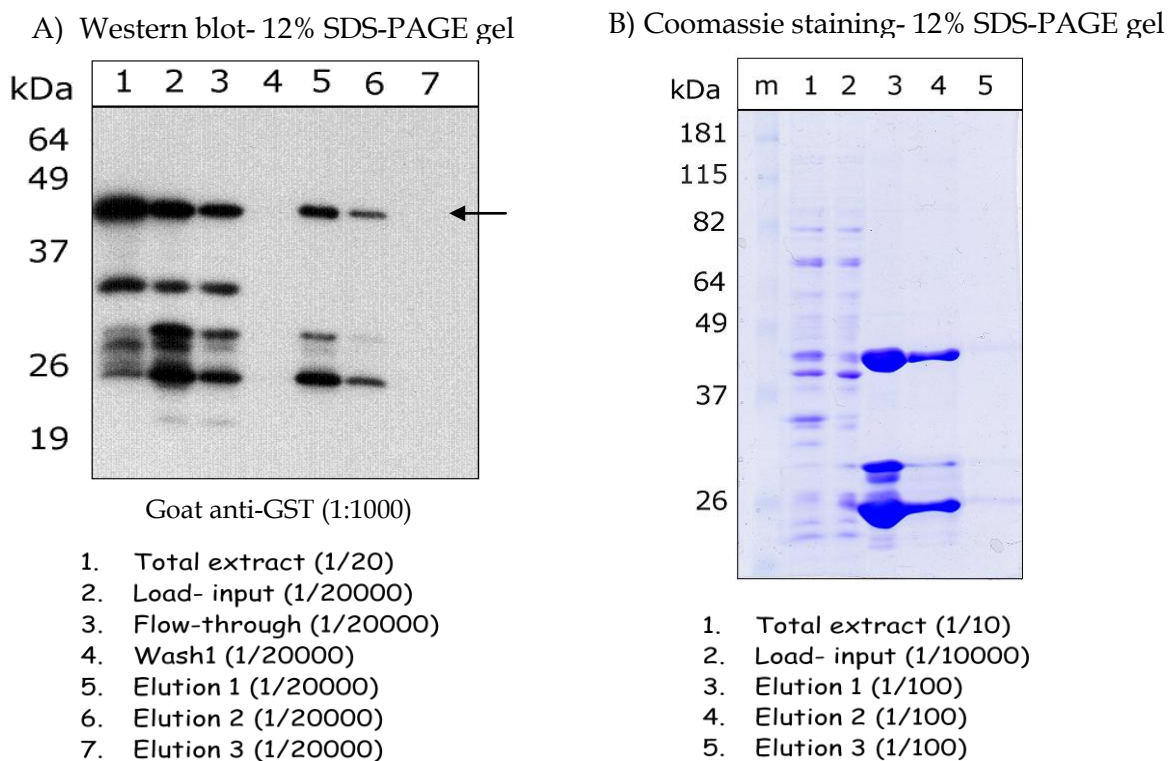 A) Western blot- 12% SDS-PAGE gel
kDa 1 2 3 4 5 6 7
64
49
37
26
19
Goat anti-GST (1:1000)
1. Total extract (1/20)
2. Load- input (1/20000)
3. Flow-through (1/20000)
4. Wash1 (1/20000)
5. Elution 1 (1/20000)
6. Elution 2 (1/20000)
7. Elution 3 (1/20000)
B) Coomassie staining- 12% SDS-PAGE gel
kDa m 1 2 3 4 5
181
115
82
64
49
37
26
1. Total extract (1/10)
2. Load- input (1/10000)
3. Elution 1 (1/100)
4. Elution 2 (1/100)
5. Elution 3 (1/100)